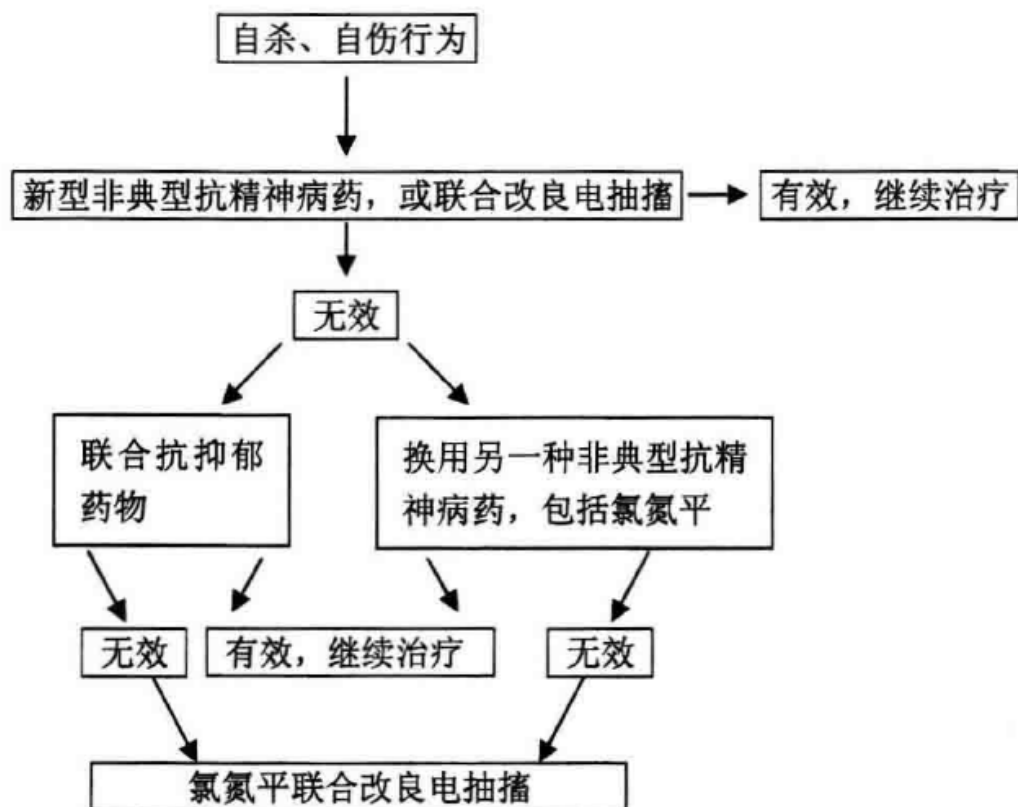 自杀、自伤行为
新型非典型抗精神病药，或联合改良电抽搐
有效，继续治疗
无效
联合抗抑郁
药物
换用另一种非典型抗精
神病药，包括氯氮平
无效
有效，继续治疗
无效
氯氮平联合改良电抽搐